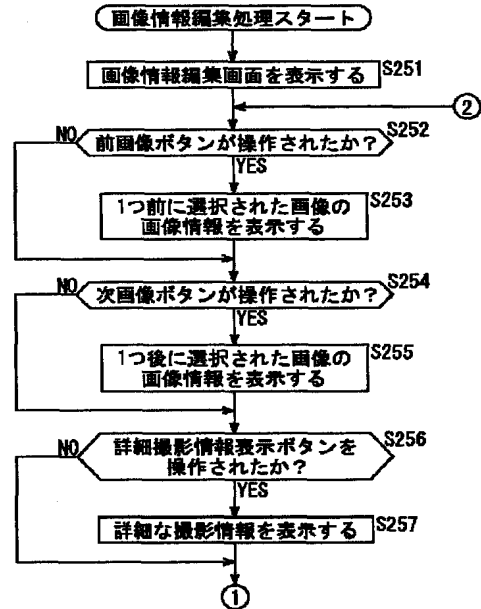 画像情報編集処理スタート
画像情報編集画面を表示する
S251
②
前画像ボタンが操作されたか？
S252
NO
YES
1つ前に選択された画像の
画像情報を表示する
S253
次画像ボタンが操作されたか？
S254
NO
YES
1つ後に選択された画像の
画像情報を表示する
S255
詳細撮影情報表示ボタンを
操作されたか？
S256
NO
YES
詳細な撮影情報を表示する
S257
①